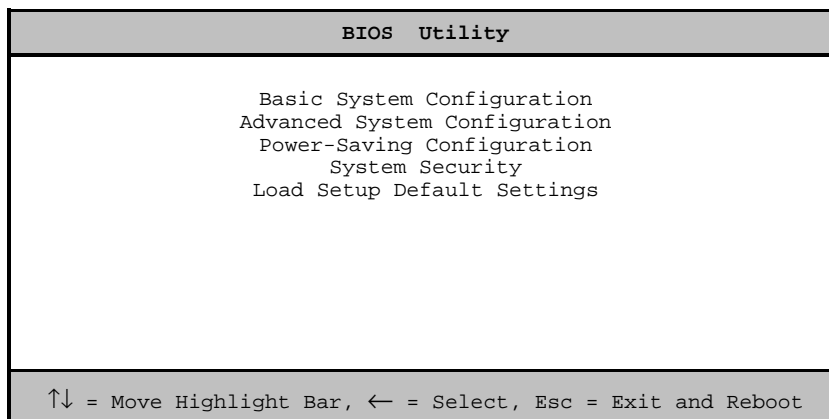 BIOS Utility
Basic System Configuration
Advanced System Configuration
Power-Saving Configuration
System Security
Load Setup Default Settings
↑↓ = Move Highlight Bar, ← = Select, Esc = Exit and Reboot